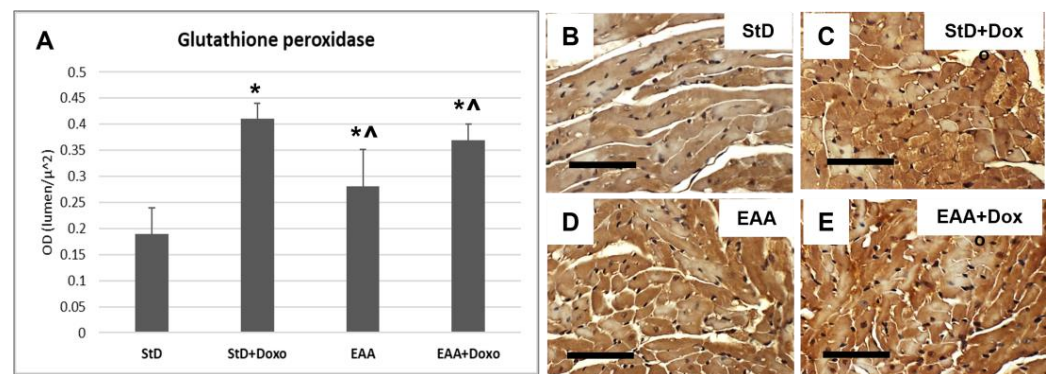 A
Glutathione peroxidase
OD (lumen/µ^2)
0.5
0.45
0.4
0.35
0.3
0.25
0.2
0.15
0.1
0.05
0
*
*^
*^
StD
StD+Doxo
EAA
EAA+Doxo
B
StD
C
StD+Dox
o
D
EAA
E
EAA+Dox
o